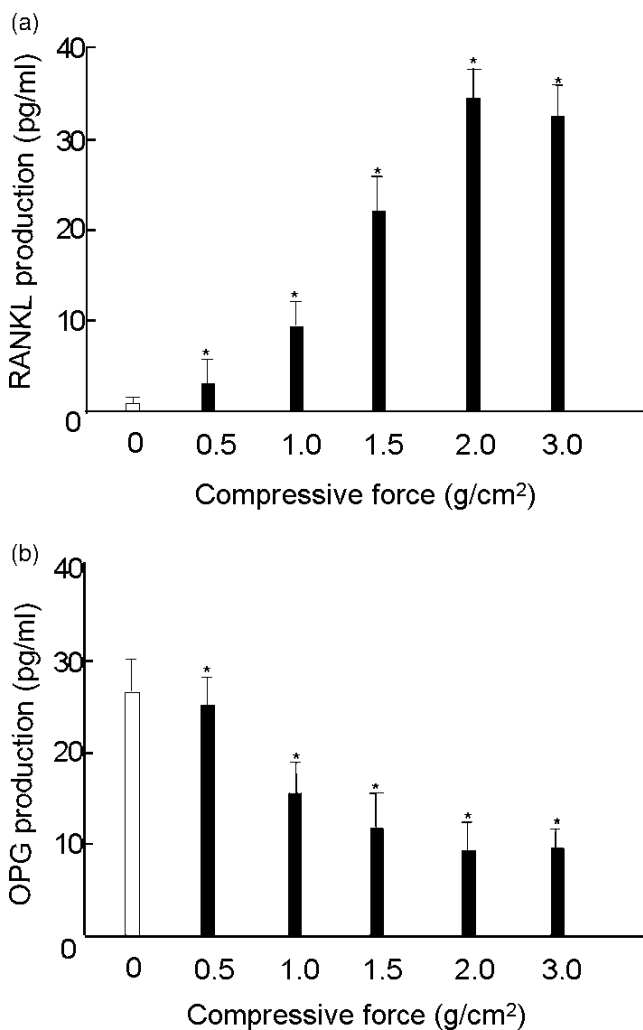 (a)
RANKL production (pg/ml)
40
30
20
10
0
* * * * *
0 0.5 1.0 1.5 2.0 3.0
Compressive force (g/cm²)
(b)
OPG production (pg/ml)
40
30
20
10
0
* * * * *
0 0.5 1.0 1.5 2.0 3.0
Compressive force (g/cm²)